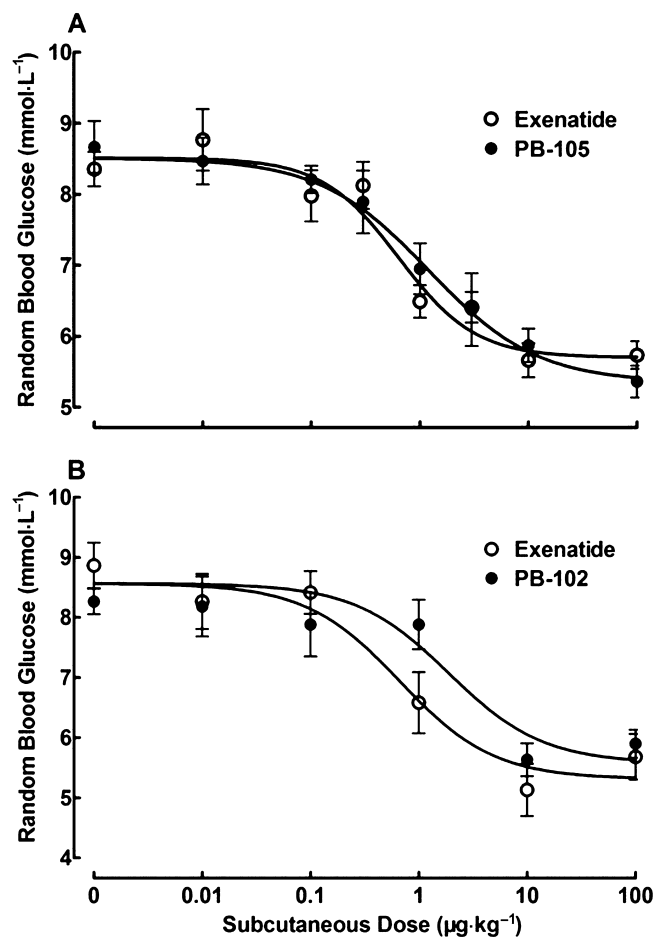 A
10
9
8
7
6
5
Random Blood Glucose (mmol·L⁻¹)
Exenatide
PB-105
B
10
9
8
7
6
5
4
Random Blood Glucose (mmol·L⁻¹)
Exenatide
PB-102
0 0.01 0.1 1 10 100
Subcutaneous Dose (µg·kg⁻¹)